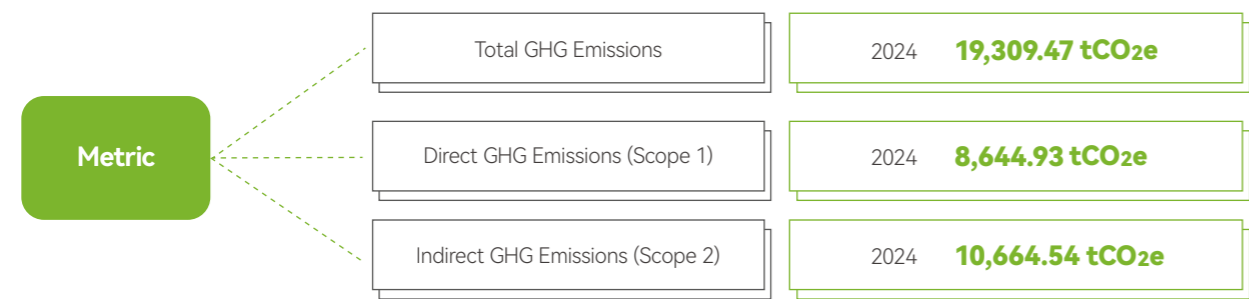 Metric
Total GHG Emissions
2024 19,309.47 tCO2e
Direct GHG Emissions (Scope 1)
2024 8,644.93 tCO2e
Indirect GHG Emissions (Scope 2)
2024 10,664.54 tCO2e